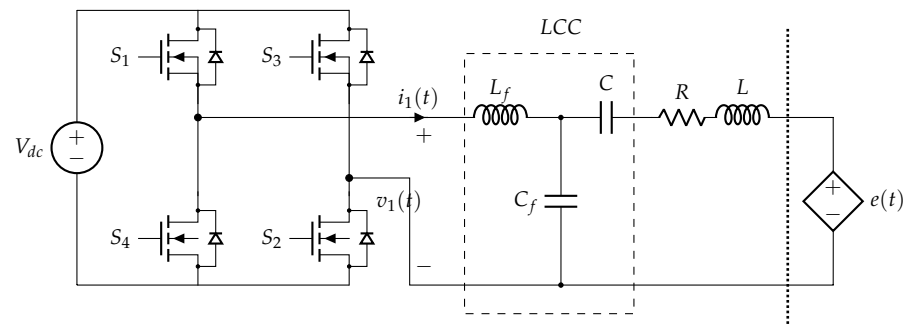 LCC
S1
S3
i1(t)
+
Lf
C
R
L
Vdc
+
−
v1(t)
Cf
+
−
e(t)
S4
S2
−